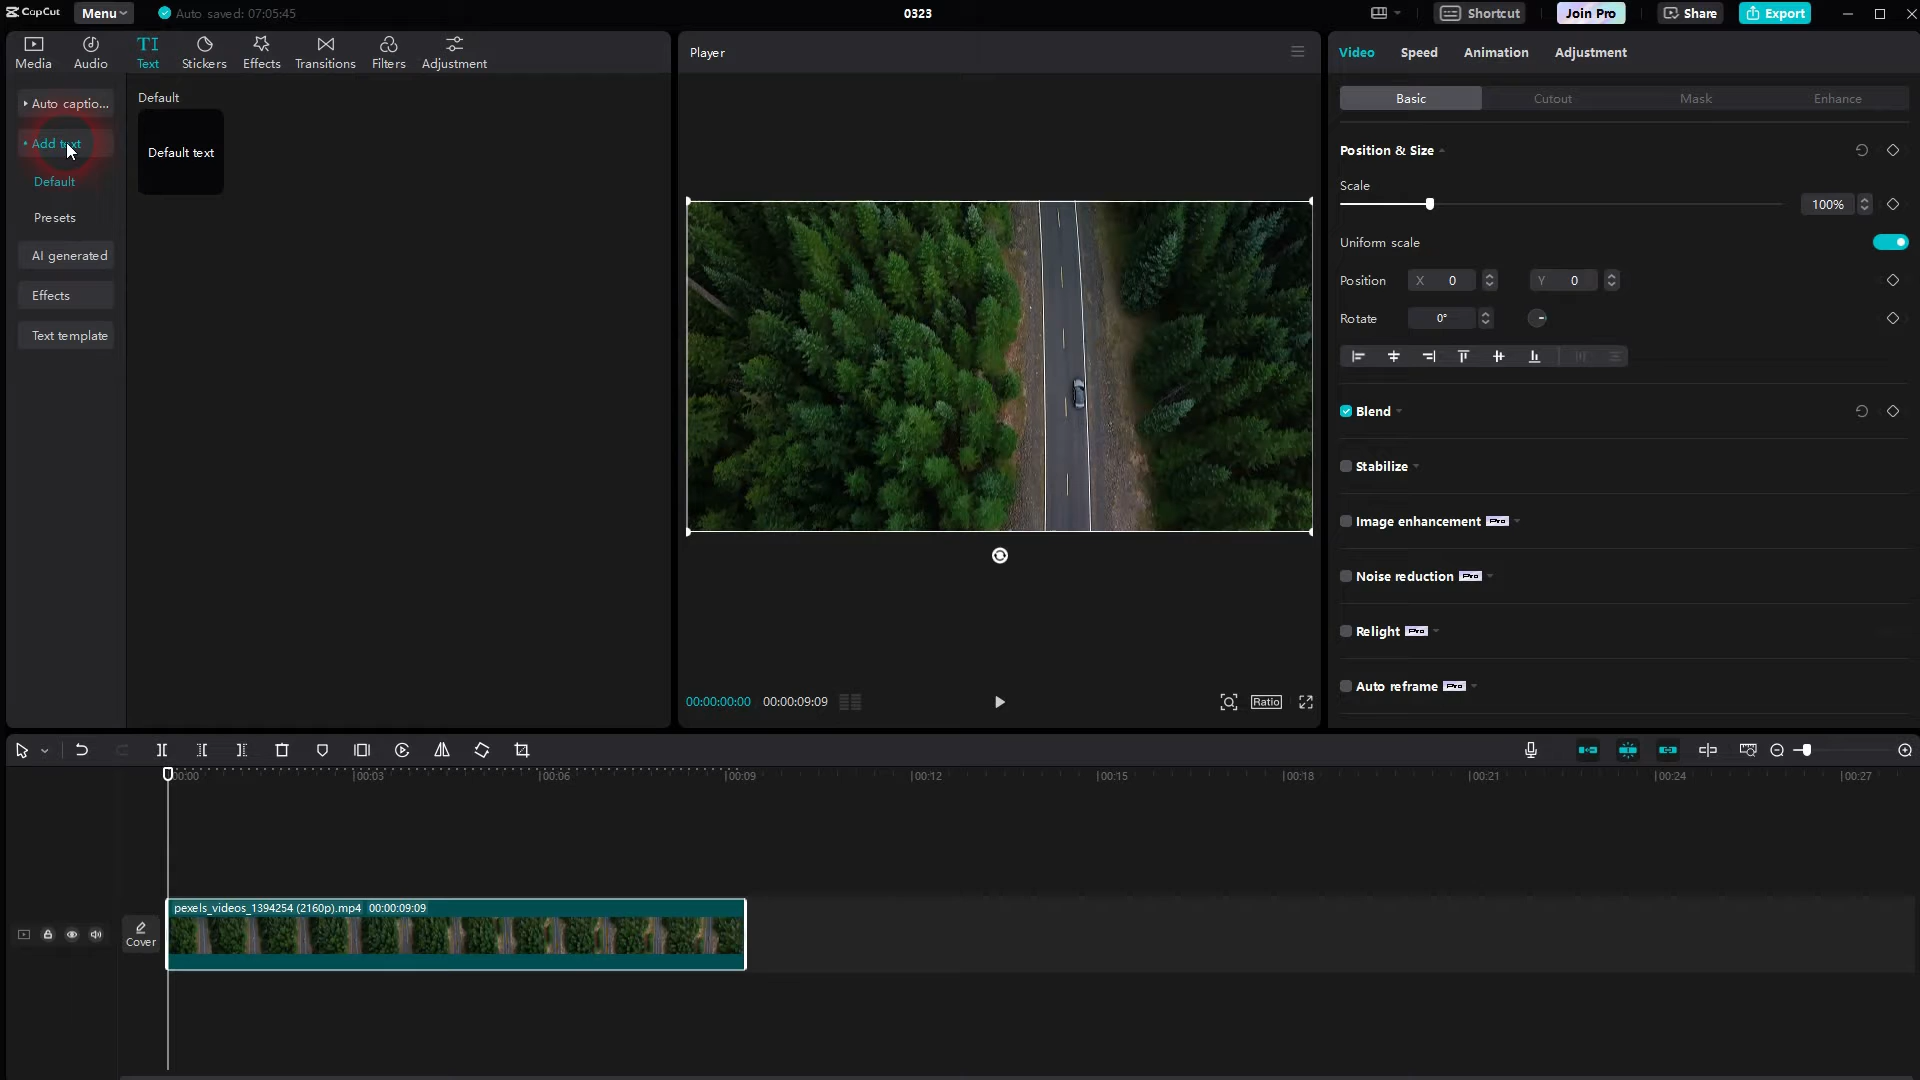 CapCut
Menu
Auto saved: 07:05:45
0323
Shortcut
Join Pro
Share
Export
Media
Audio
TI
Text
Stickers
Effects
Transitions
Filters
Adjustment
Auto captio...
Add text
Default
Presets
AI generated
Effects
Text template
Default
Default text
Player
00:00:00:00
00:00:09:09
Ratio
Video
Speed
Animation
Adjustment
Basic
Cutout
Mask
Enhance
Position & Size
Scale
100%
Uniform scale
Position
X 0
Y 0
Rotate
0°
Blend
Stabilize
Image enhancement Pro
Noise reduction Pro
Relight Pro
Auto reframe Pro
00:00
00:03
00:06
00:09
00:12
00:15
00:18
00:21
00:24
00:27
Cover
pexels_videos_1394254 (2160p).mp4 00:00:09:09